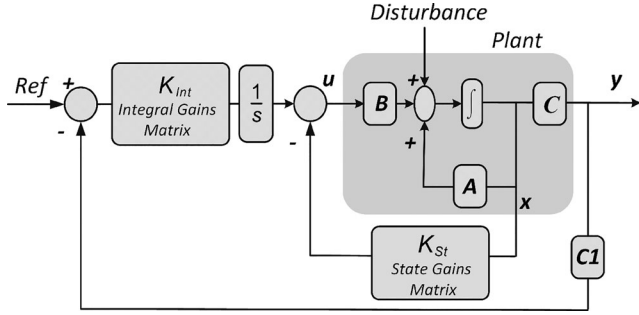 Disturbance
Plant
Ref
+
-
K_Int
Integral Gains
Matrix
1
s
u
-
B
+
+
∫
C
y
A
x
K_St
State Gains
Matrix
C1